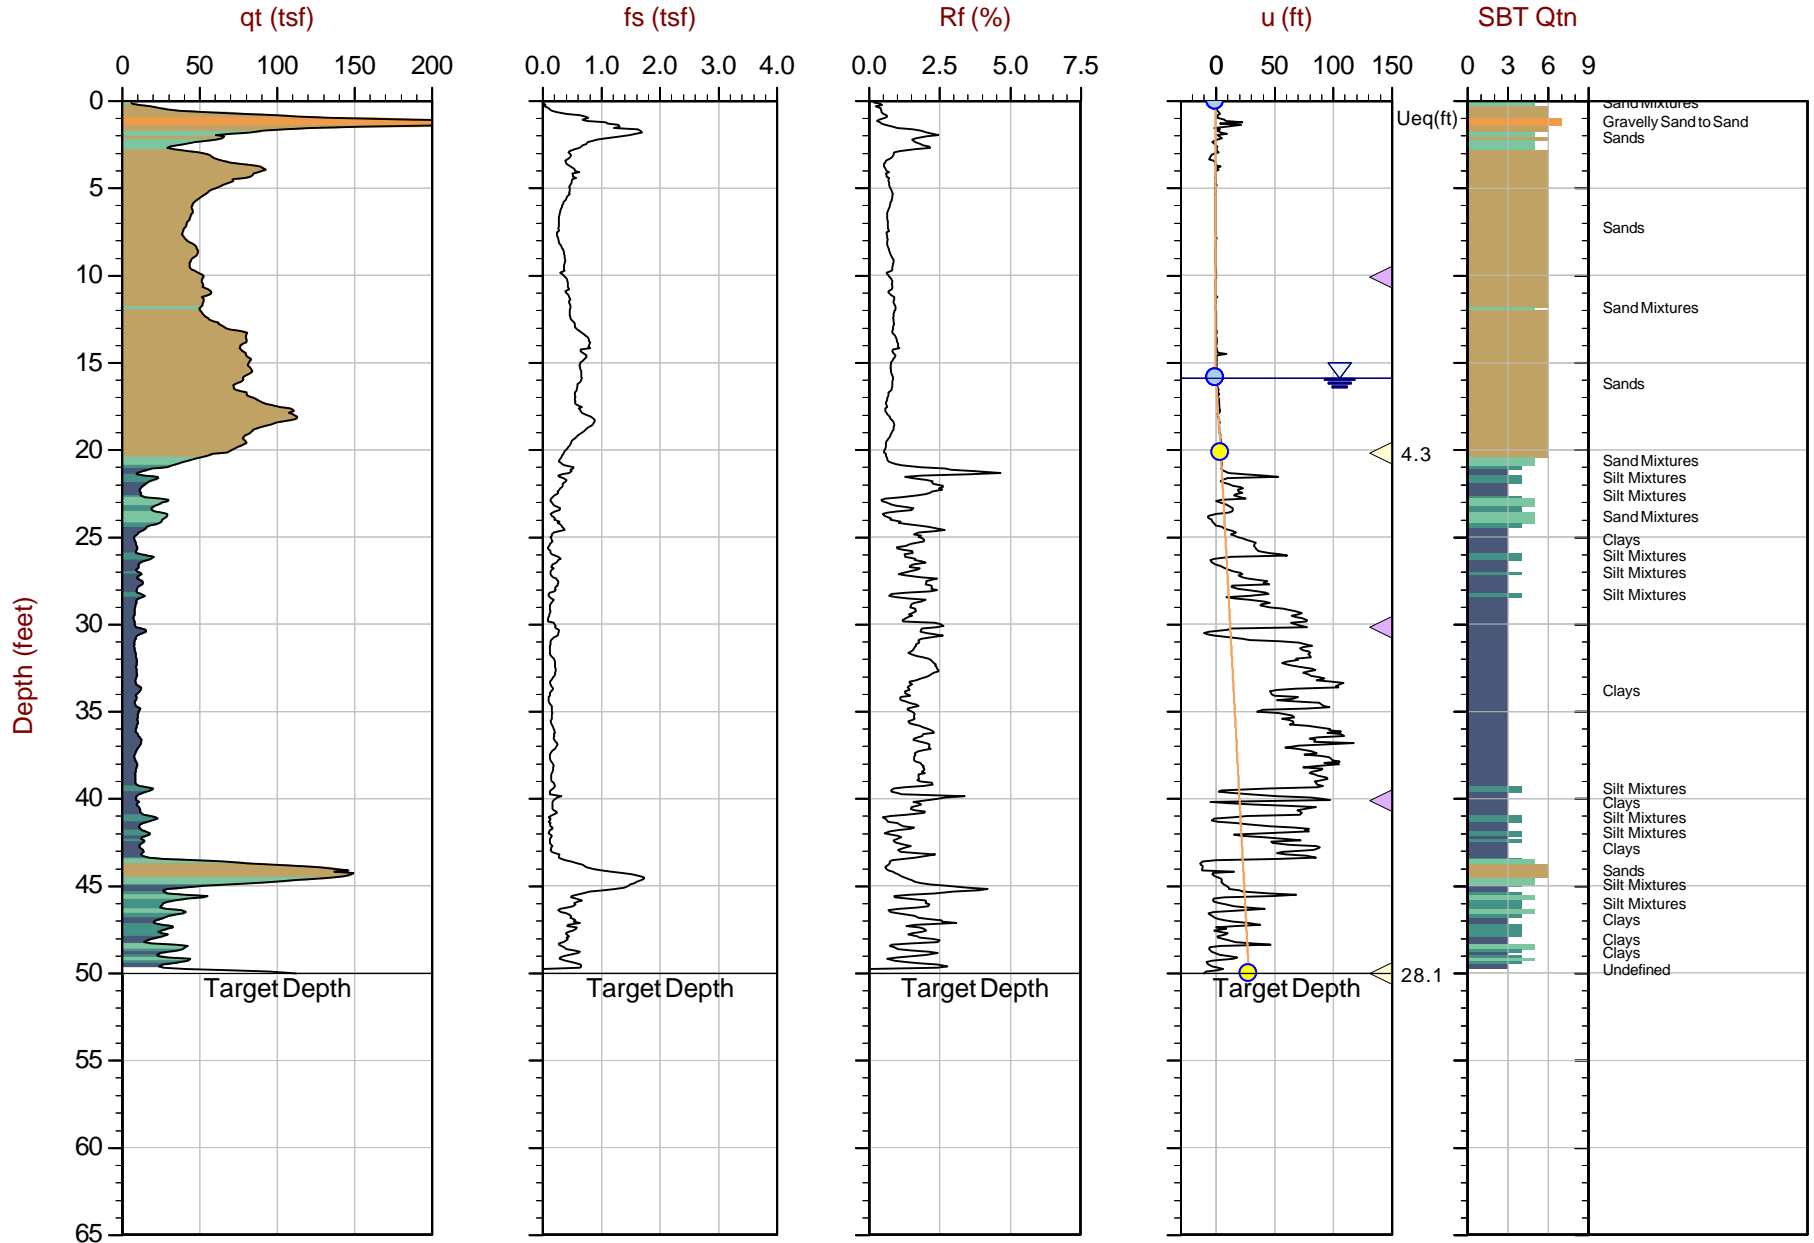 qt (tsf) fs (tsf) Rf (%) u (ft) SBT Qtn
0 50 100 150 200 0.0 1.0 2.0 3.0 4.0 0.0 2.5 5.0 7.5 0 50 100 150 0 3 6 9
0
Sand Mixtures
Ueq(ft)
Gravelly Sand to Sand
Sands
5
Sands
10
Sand Mixtures
15
Sands
20
4.3
Sand Mixtures
Silt Mixtures
Silt Mixtures
Sand Mixtures
25
Clays
Silt Mixtures
Silt Mixtures
Silt Mixtures
30
Depth (feet)
Clays
35
40
Silt Mixtures
Clays
Silt Mixtures
Silt Mixtures
Clays
Sands
45
Silt Mixtures
Silt Mixtures
Clays
Clays
Clays
50
28.1
Undefined
Target Depth Target Depth Target Depth Target Depth
55
60
65